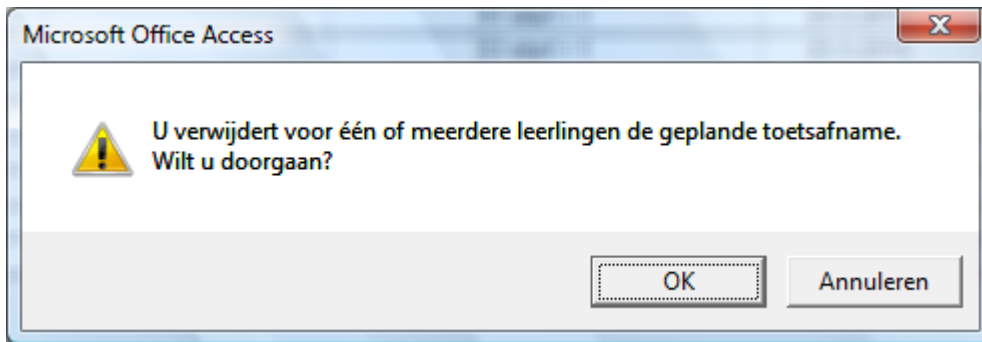 Microsoft Office Access
U verwijdert voor één of meerdere leerlingen de geplande toetsafname.
Wilt u doorgaan?
OK
Annuleren